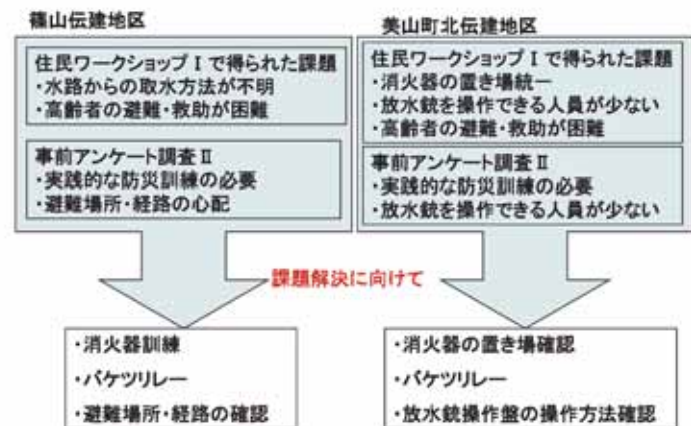 篠山伝建地区
住民ワークショップⅠで得られた課題
・水路からの取水方法が不明
・高齢者の避難・救助が困難
事前アンケート調査Ⅱ
・実践的な防災訓練の必要
・避難場所・経路の心配
美山町北伝建地区
住民ワークショップⅠで得られた課題
・消火器の置き場統一
・放水銃を操作できる人員が少ない
・高齢者の避難・救助が困難
事前アンケート調査Ⅱ
・実践的な防災訓練の必要
・放水銃を操作できる人員が少ない
課題解決に向けて
・消火器訓練
・バケツリレー
・避難場所・経路の確認
・消火器の置き場確認
・バケツリレー
・放水銃操作盤の操作方法確認